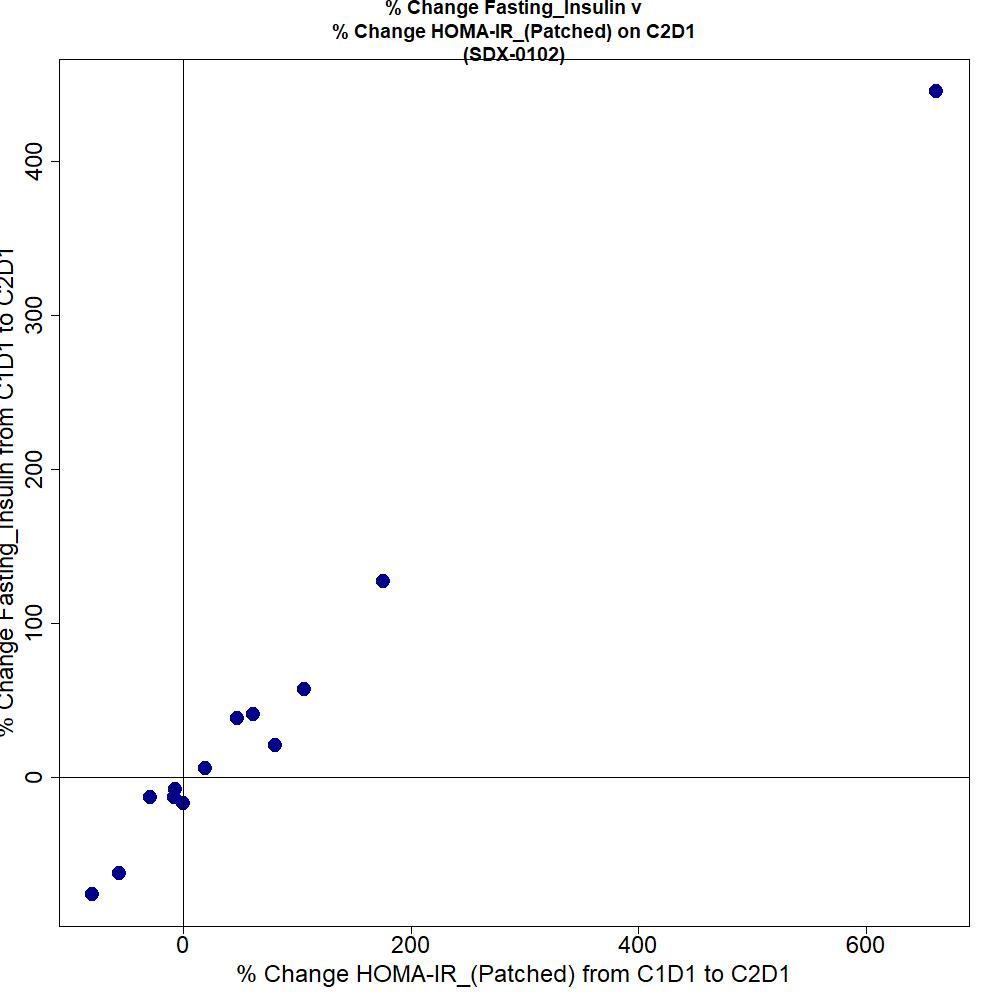 % Change Fasting_Insulin v
% Change HOMA-IR_(Patched) on C2D1
(SDX-0102)
% Change Fasting_Insulin from C1D1 to C2D1
400
300
200
100
0
0 200 400 600
% Change HOMA-IR_(Patched) from C1D1 to C2D1